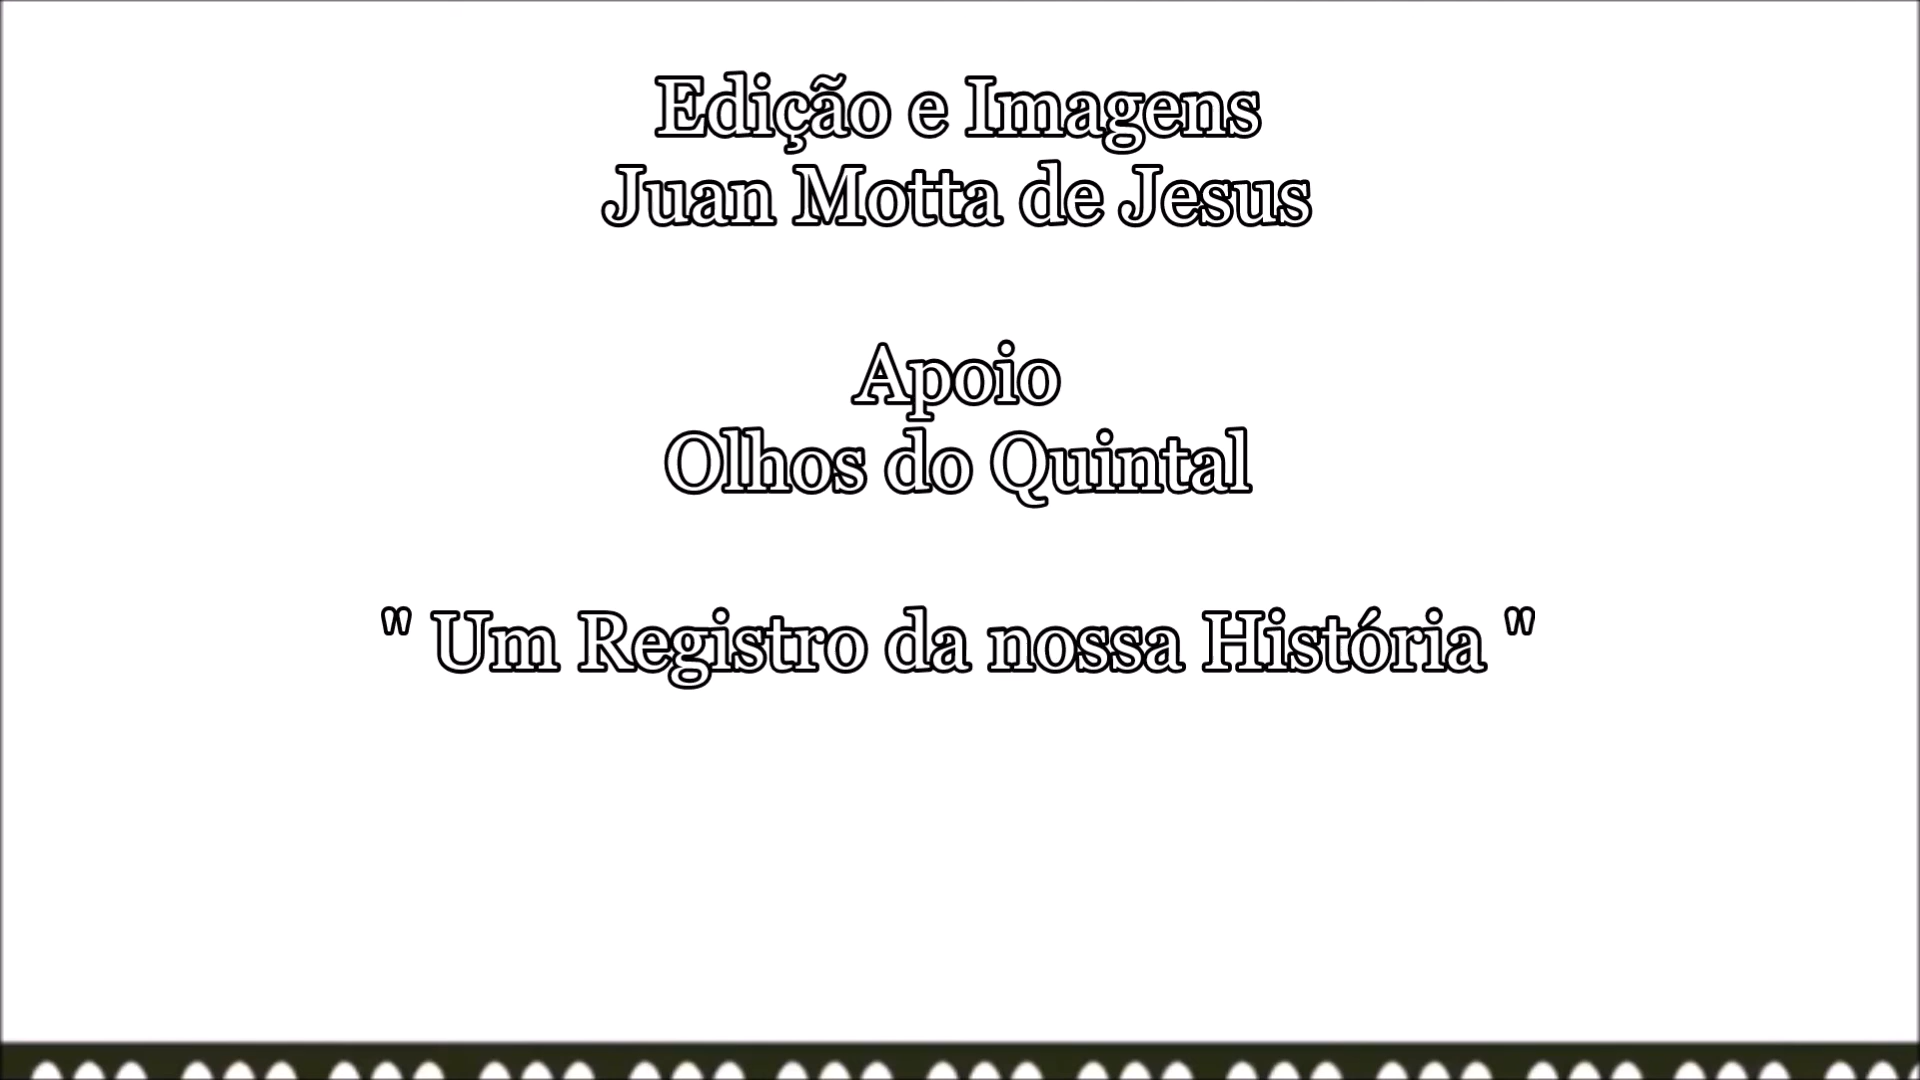 Edição e Imagens
Juan Motta de Jesus
Apoio
Olhos do Quintal
" Um Registro da nossa História "